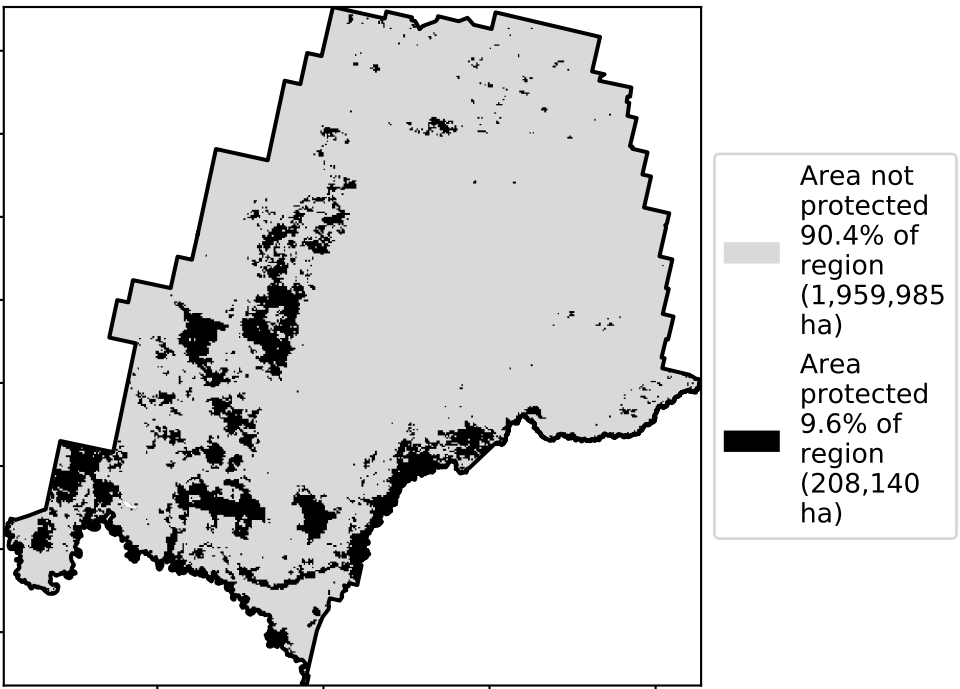 Area not
protected
90.4% of
region
(1,959,985
ha)
Area
protected
9.6% of
region
(208,140
ha)